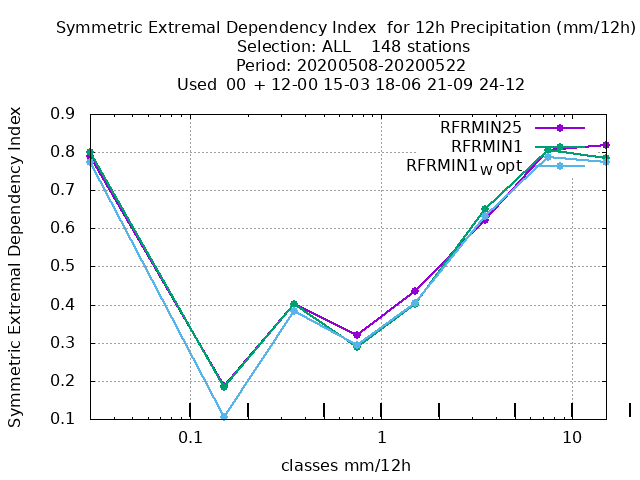 Symmetric Extremal Dependency Index  for 12h Precipitation (mm/12h)
Selection: ALL    148 stations
Period: 20200508-20200522
Used  00 + 12-00 15-03 18-06 21-09 24-12
Symmetric Extremal Dependency Index
0.9
0.8
0.7
0.6
0.5
0.4
0.3
0.2
0.1
RFRMIN25
RFRMIN1
RFRMIN1W opt
0.1 1 10
classes mm/12h